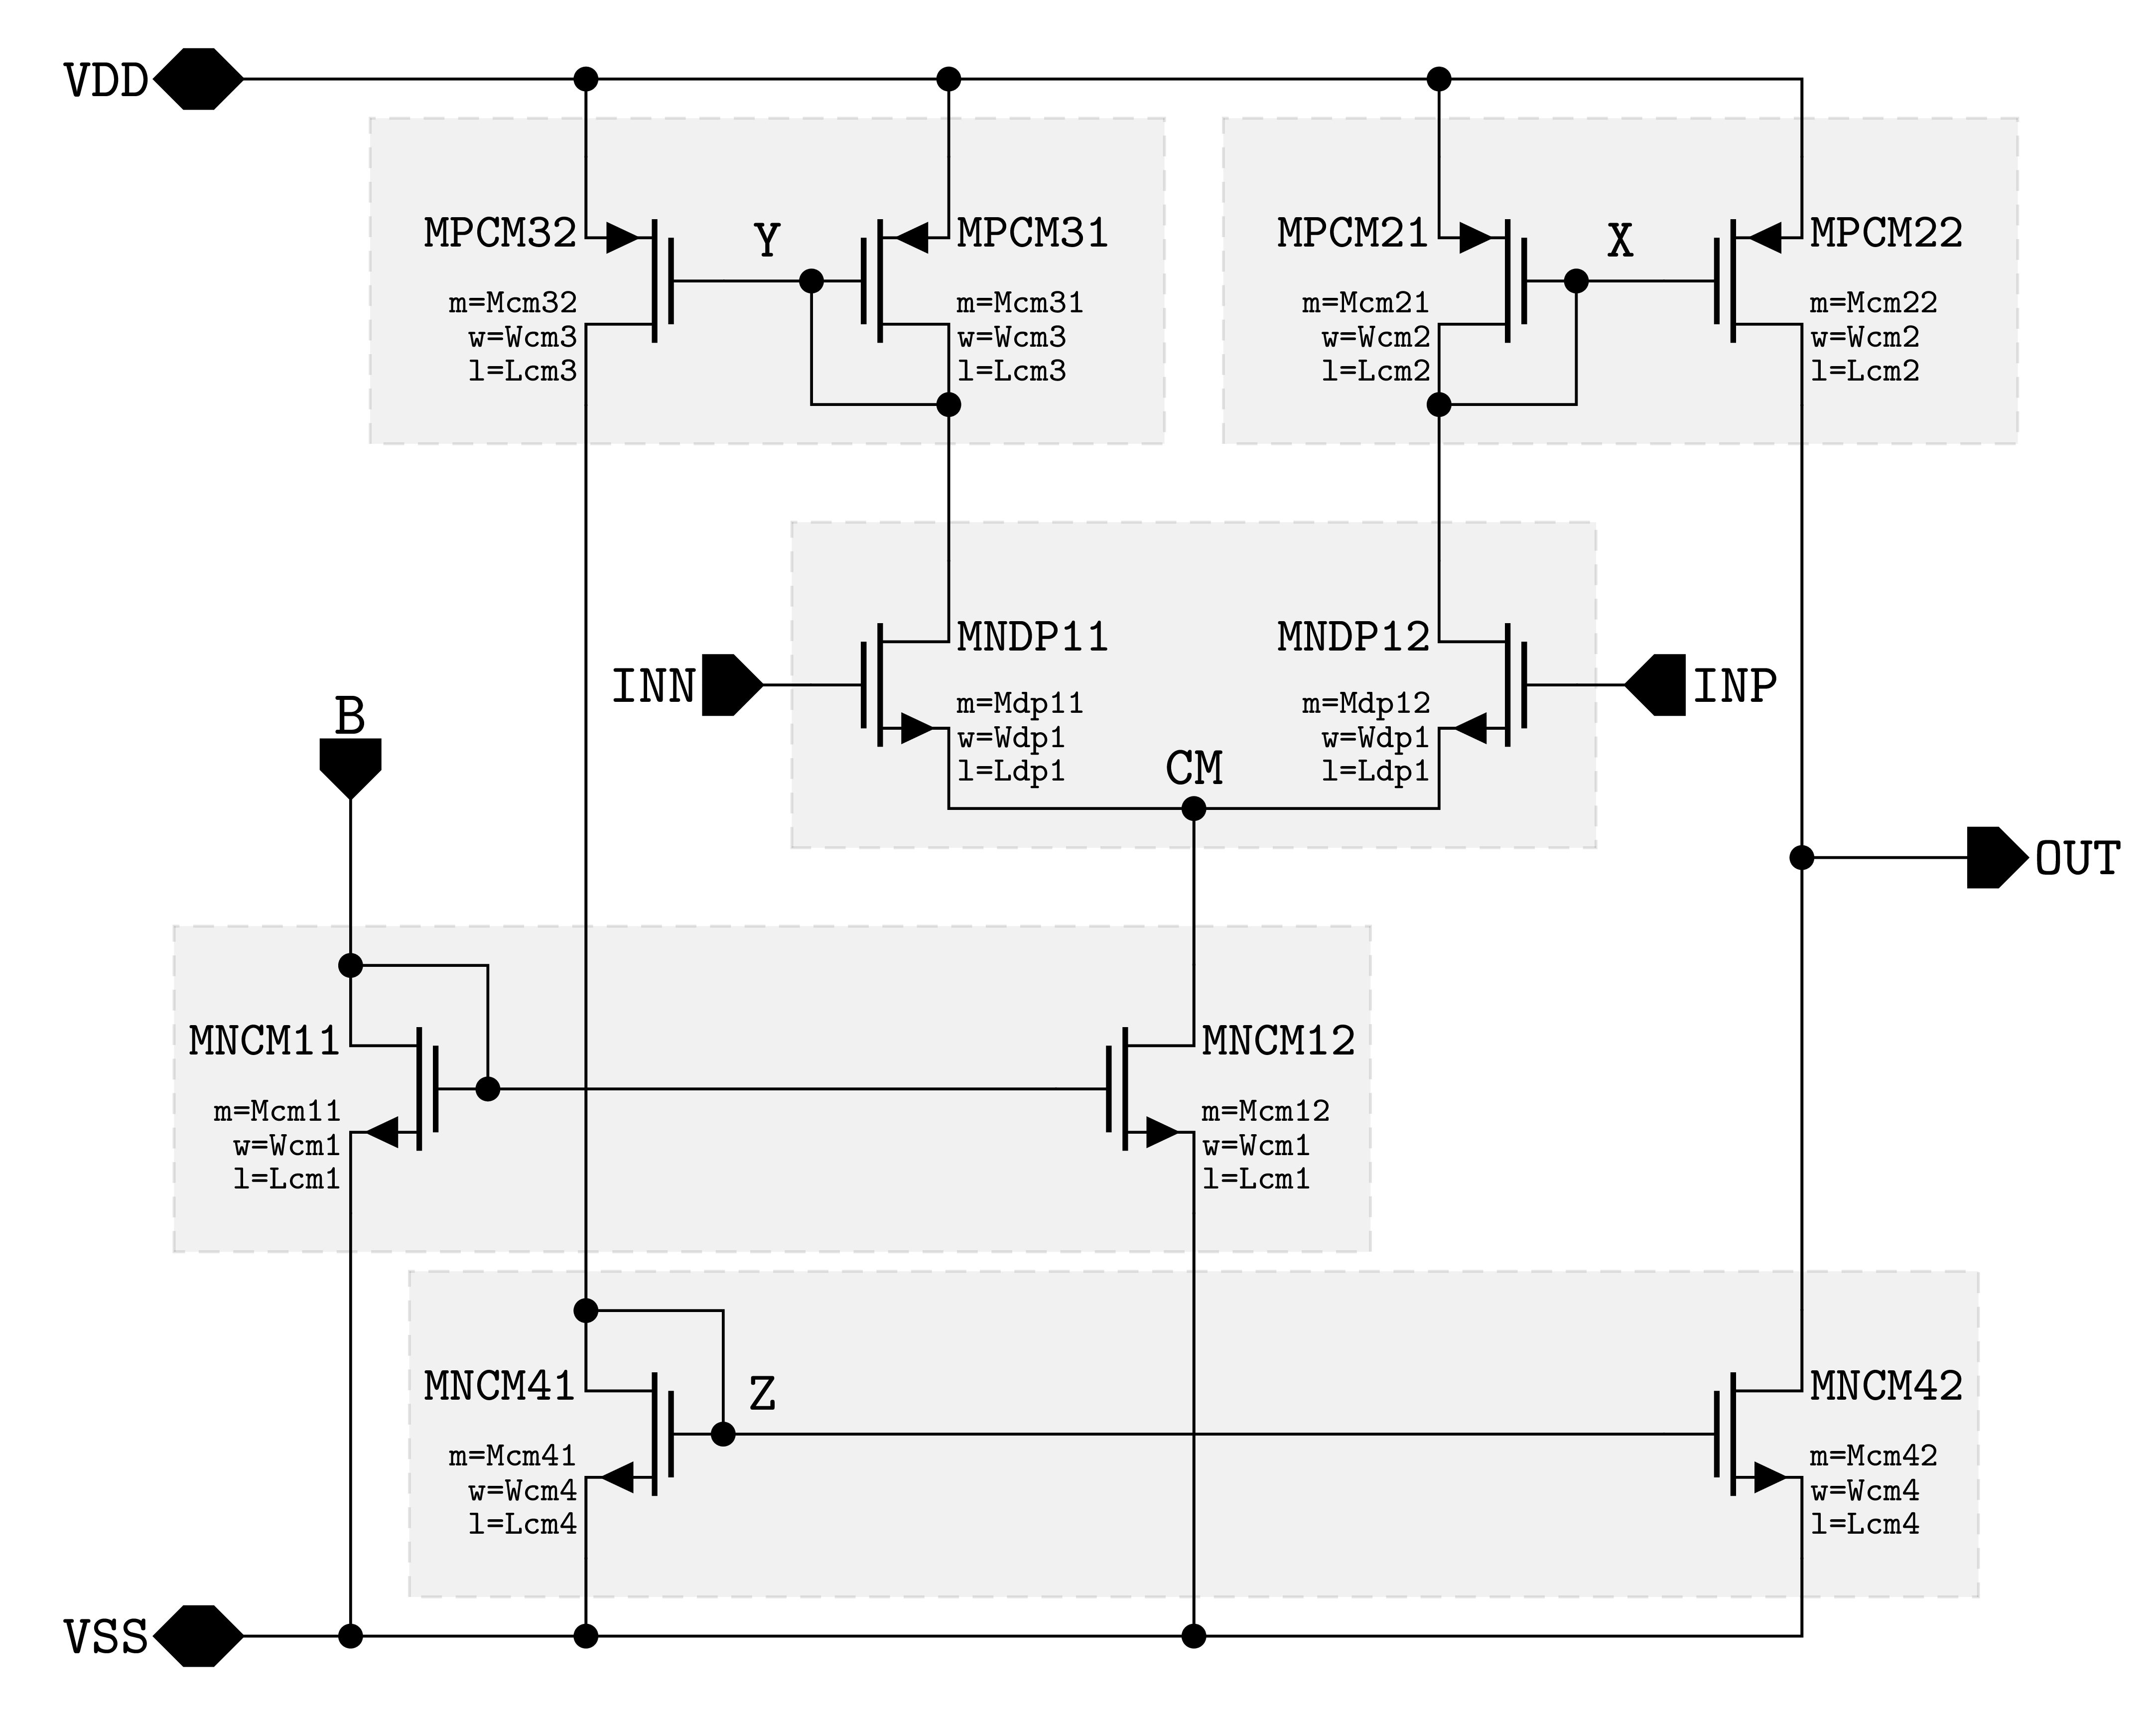 VDD
MPCM32
m=Mcm32
w=Wcm3
l=Lcm3
Y
MPCM31
m=Mcm31
w=Wcm3
l=Lcm3
MPCM21
m=Mcm21
w=Wcm2
l=Lcm2
X
MPCM22
m=Mcm22
w=Wcm2
l=Lcm2
INN
MNDP11
m=Mdp11
w=Wdp1
l=Ldp1
MNDP12
m=Mdp12
w=Wdp1
l=Ldp1
INP
B
CM
OUT
MNCM11
m=Mcm11
w=Wcm1
l=Lcm1
MNCM12
m=Mcm12
w=Wcm1
l=Lcm1
MNCM41
m=Mcm41
w=Wcm4
l=Lcm4
Z
MNCM42
m=Mcm42
w=Wcm4
l=Lcm4
VSS